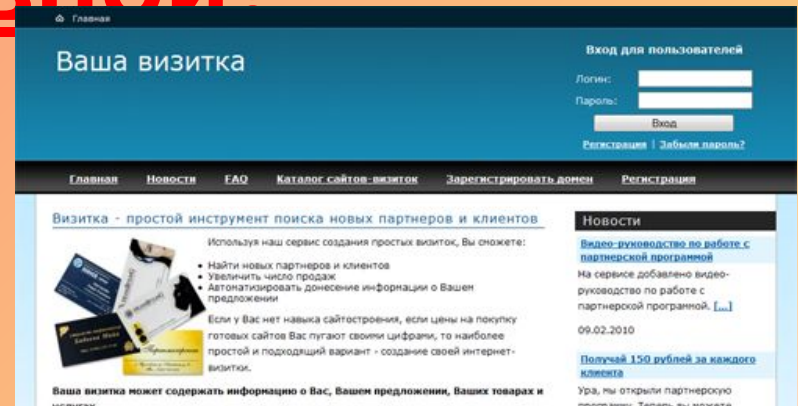 Главная
Ваша визитка
Вход для пользователей
Логин:
Пароль:
Вход
Регистрация | Забыли пароль?
Главная Новости FAQ Каталог сайтов-визиток Зарегистрировать домен Регистрация
Визитка - простой инструмент поиска новых партнеров и клиентов
Используя наш сервис создания простых визиток, Вы сможете:
Найти новых партнеров и клиентов
Увеличить число продаж
Автоматизировать донесение информации о Вашем
предложении
Если у Вас нет навыка сайтостроения, если цены на покупку
готовых сайтов Вас пугают своими цифрами, то наиболее
простой и подходящий вариант - создание своей интернет-
визитки.
Ваша визитка может содержать информацию о Вас, Вашем предложении, Ваших товарах и
Новости
Видео-руководство по работе с
партнерской программой
На сервисе добавлено видео-
руководство по работе с
партнерской программой. [...]
09.02.2010
Получай 150 рублей за каждого
клиента
Ура, мы открыли партнерскую
программу. Теперь вы можете